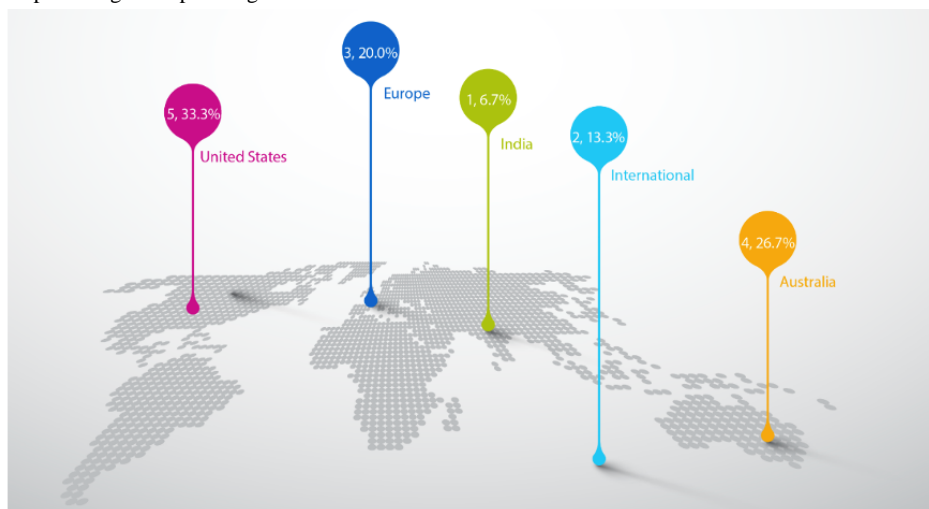 3, 20.0%
Europe
5, 33.3%
United States
1, 6.7%
India
2, 13.3%
International
4, 26.7%
Australia